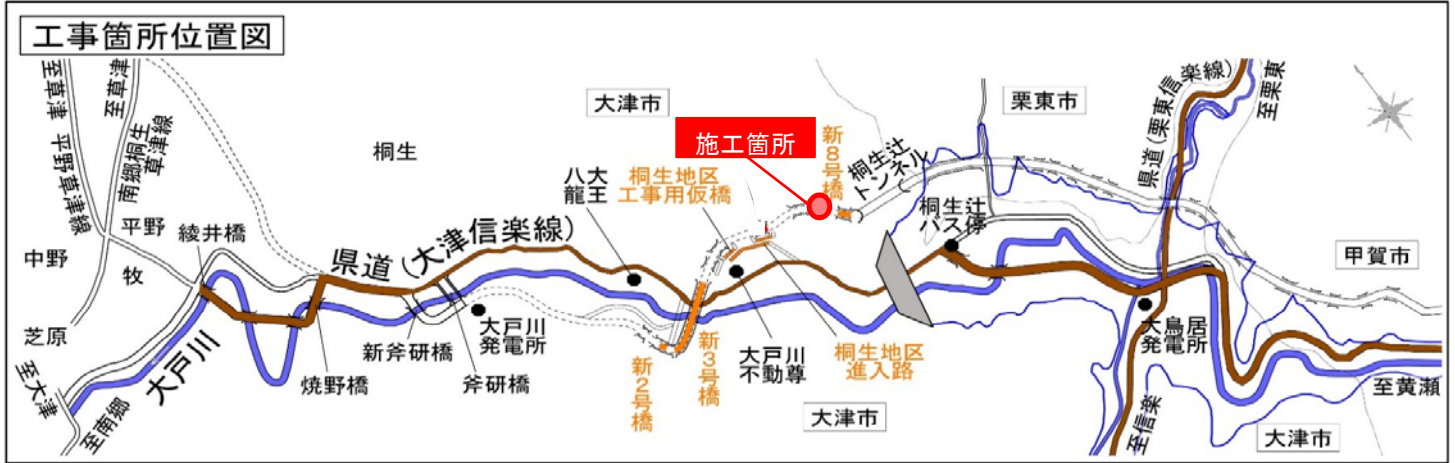 工事箇所位置図
至草津
平野草津線
至草津
南郷桐生
草津線
大津市
栗東市
県道(栗東信楽線)
至栗東
桐生
施工箇所
新8号橋
桐生辻
トンネル
八大
龍王
桐生地区
工事用仮橋
桐生辻
バス停
中野
平野
牧
綾井橋
県道(大津信楽線)
甲賀市
芝原
大戸川
焼野橋
新斧研橋
斧研橋
大戸川
発電所
新2号橋
新3号橋
大戸川
不動尊
桐生地区
進入路
大鳥居
発電所
至大津
至南郷
大津市
至信楽
大津市
至黄瀬